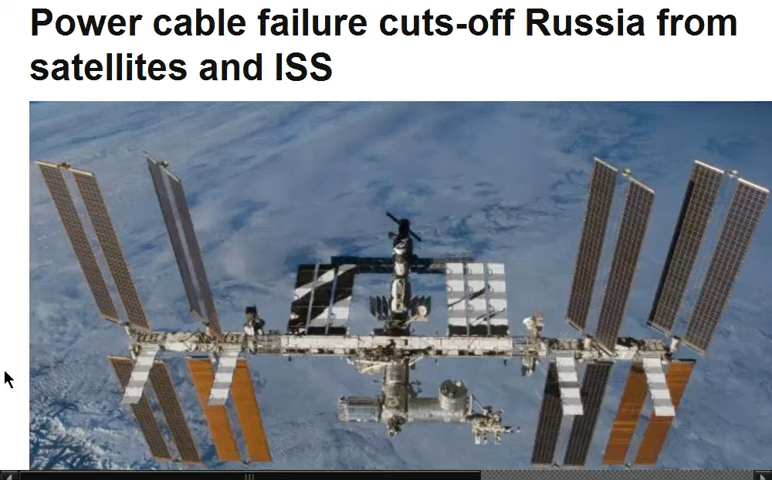 Power cable failure cuts-off Russia from
satellites and ISS